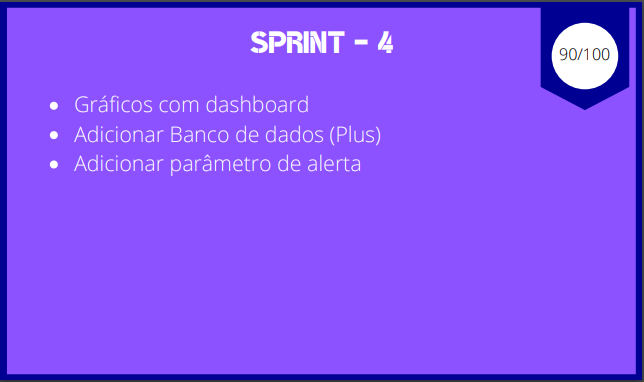 SPRINT - 4
90/100
• Gráficos com dashboard
• Adicionar Banco de dados (Plus)
• Adicionar parâmetro de alerta